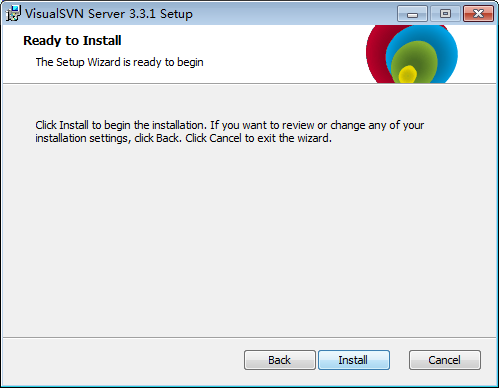 VisualSVN Server 3.3.1 Setup
Ready to Install
The Setup Wizard is ready to begin
Click Install to begin the installation. If you want to review or change any of your
installation settings, click Back. Click Cancel to exit the wizard.
Back Install Cancel